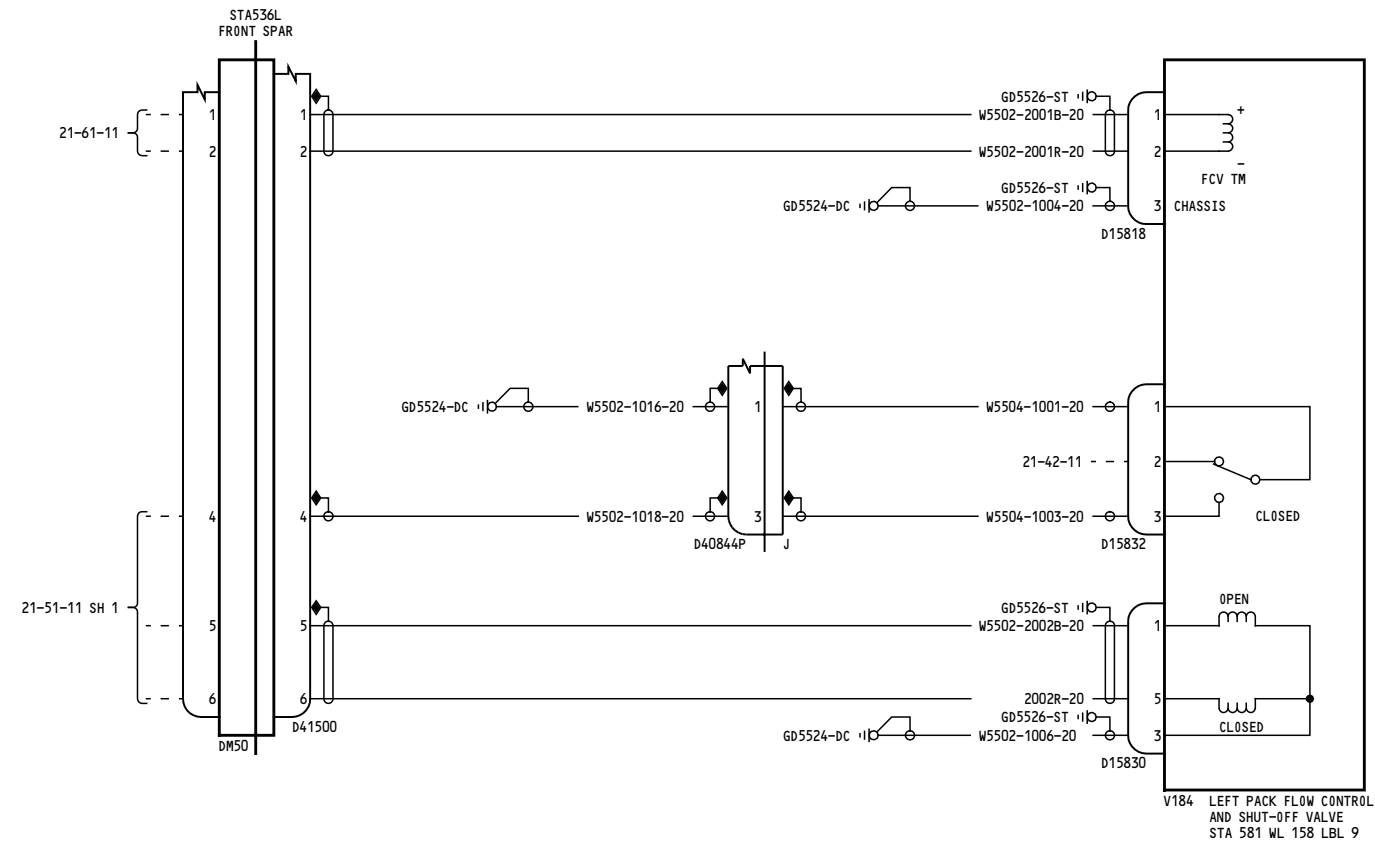 STA536L
FRONT SPAR
GD5526-ST
21-61-11
1
1
W5502-2001B-20
1
+
2
2
W5502-2001R-20
2
-
FCV TM
GD5526-ST
GD5524-DC
W5502-1004-20
3
CHASSIS
D15818
GD5524-DC
W5502-1016-20
1
W5504-1001-20
1
21-42-11
2
4
4
W5502-1018-20
3
W5504-1003-20
3
CLOSED
D40844P
J
D15832
21-51-11 SH 1
GD5526-ST
OPEN
5
5
W5502-2002B-20
1
6
6
2002R-20
5
GD5526-ST
CLOSED
D41500
GD5524-DC
W5502-1006-20
3
DM50
D15830
V184 LEFT PACK FLOW CONTROL
AND SHUT-OFF VALVE
STA 581 WL 158 LBL 9